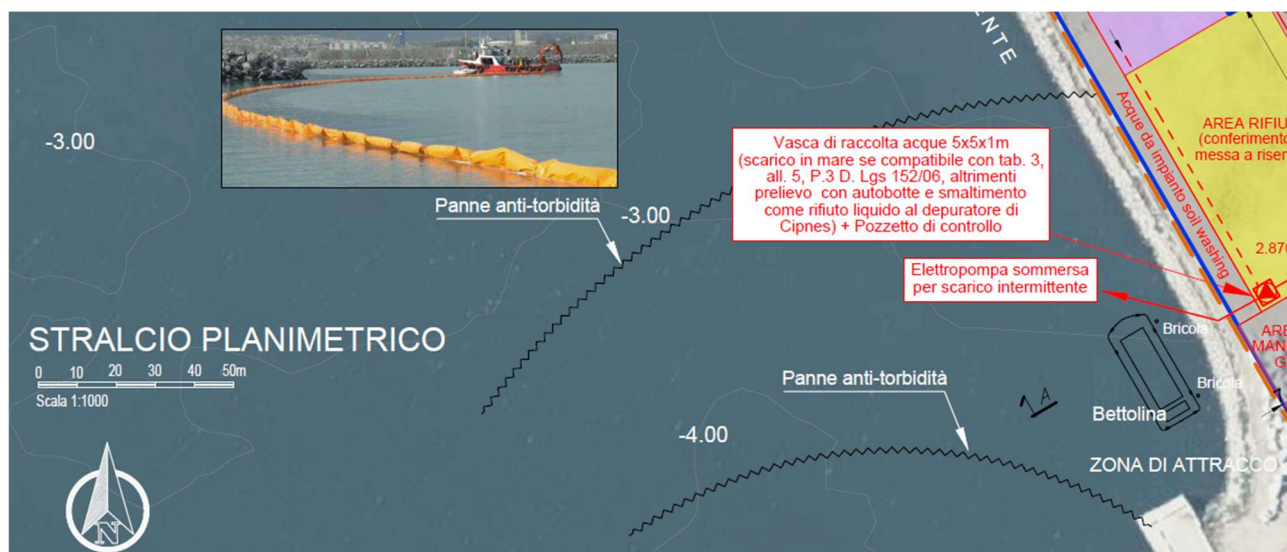 ENTE
-3.00
Vasca di raccolta acque 5x5x1m
(scarico in mare se compatibile con tab. 3,
all. 5, P.3 D. Lgs 152/06, altrimenti
prelievo con autobotte e smaltimento
come rifiuto liquido al depuratore di
Cipnes) + Pozzetto di controllo
Acque da impianto soil washing
AREA RIFIU
(conferimento
messa a riser
Panne anti-torbidità
-3.00
2.87
Elettropompa sommersa
per scarico intermittente
STRALCIO PLANIMETRICO
0 10 20 30 40 50m
Scala 1:1000
Bricola
ARE
MAN
G
Panne anti-torbidità
Bricola
A
Bettolina
-4.00
ZONA DI ATTRACCO
N